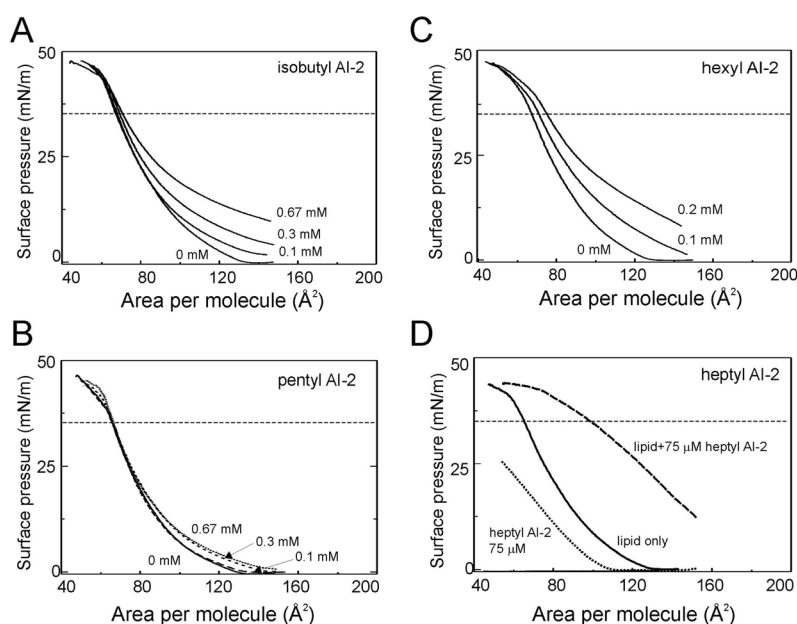 A
isobutyl AI-2
Surface pressure (mN/m)
50
25
0
0.67 mM
0.3 mM
0.1 mM
0 mM
40 80 120 160 200
Area per molecule (Å²)
C
hexyl AI-2
Surface pressure (mN/m)
50
25
0
0.2 mM
0.1 mM
0 mM
40 80 120 160 200
Area per molecule (Å²)
B
pentyl AI-2
Surface pressure (mN/m)
50
25
0
0.67 mM
0.3 mM
0.1 mM
0 mM
40 80 120 160 200
Area per molecule (Å²)
D
heptyl AI-2
Surface pressure (mN/m)
50
25
0
lipid+75 μM heptyl AI-2
heptyl AI-2
75 μM
lipid only
40 80 120 160 200
Area per molecule (Å²)